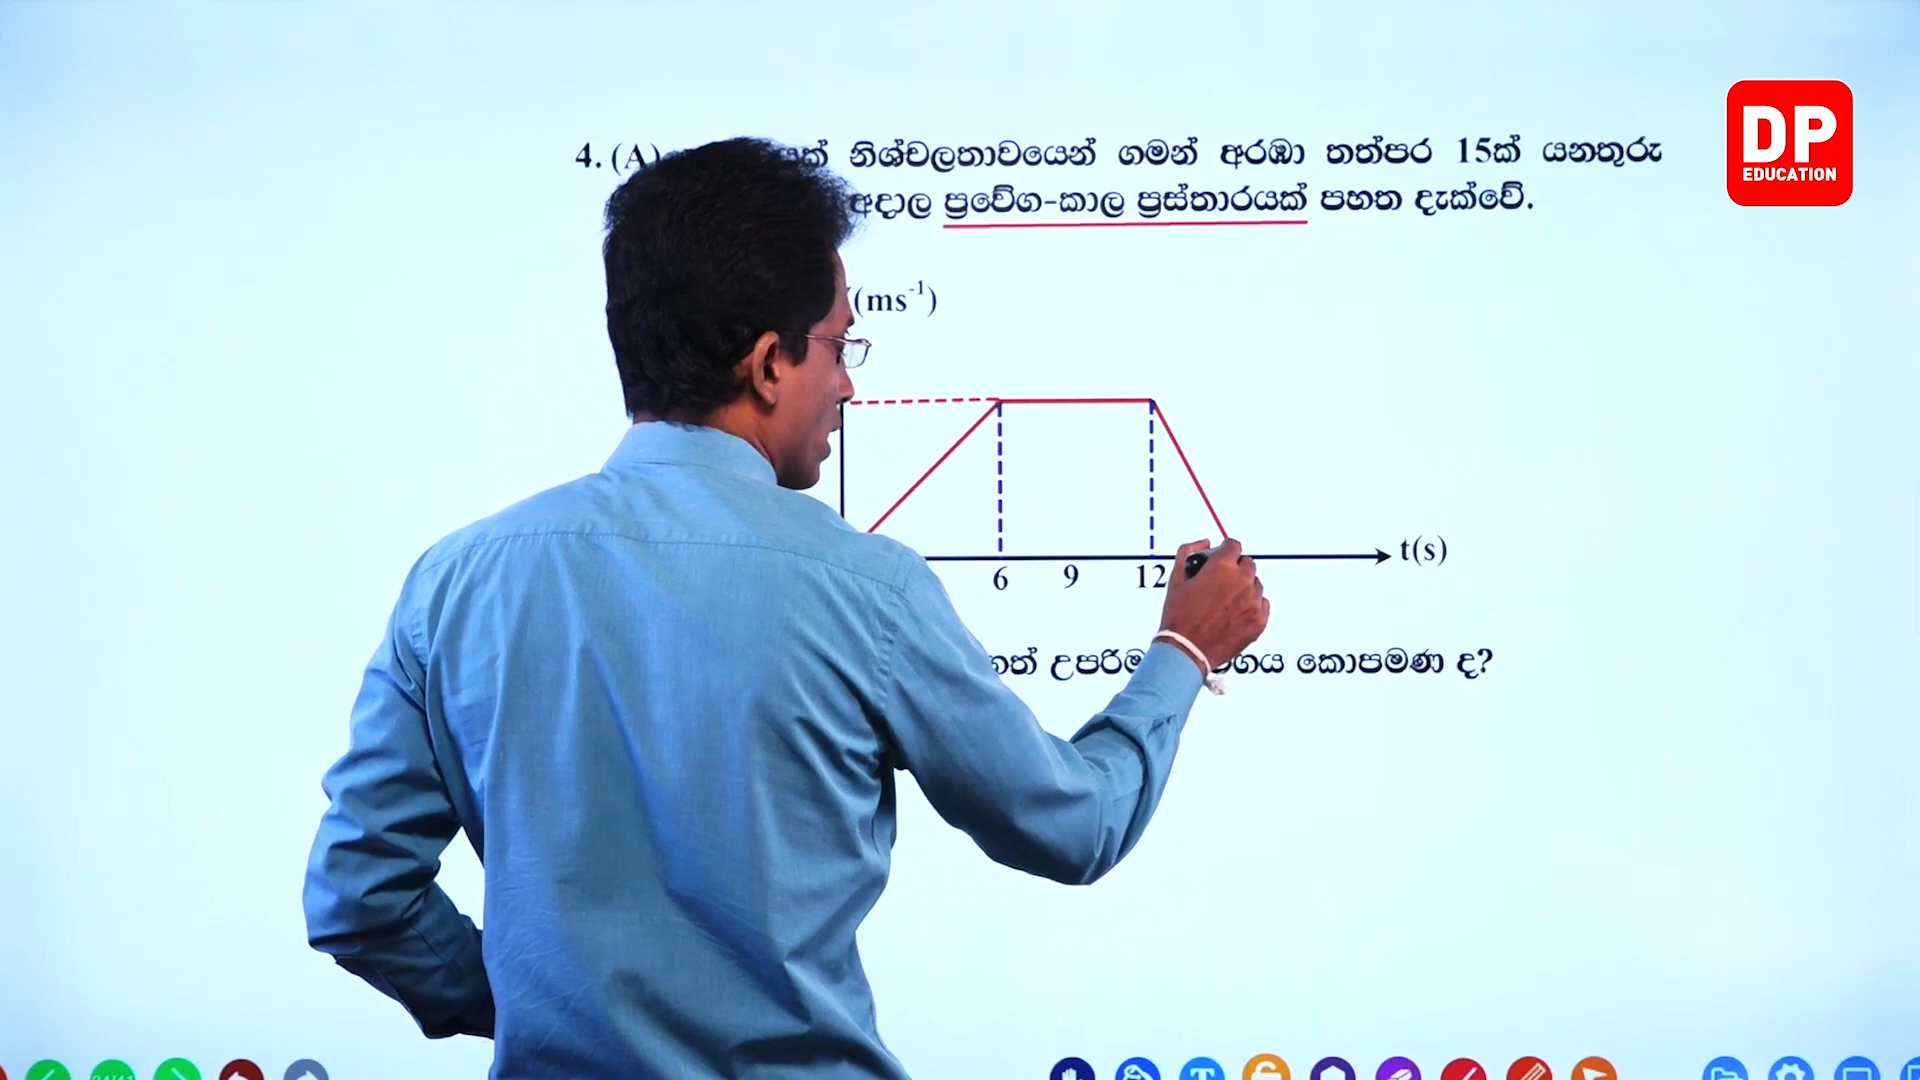 4. (A) නිශ්චලතාවයෙන් ගමන් අරඹා තත්පර 15ක් යනතුරු
අදාල ප්‍රවේග-කාල ප්‍රස්තාරයක් පහත දැක්වේ.
DP
EDUCATION
(ms⁻¹)
t(s)
6 9 12
උපරිම කොපමණ ද?